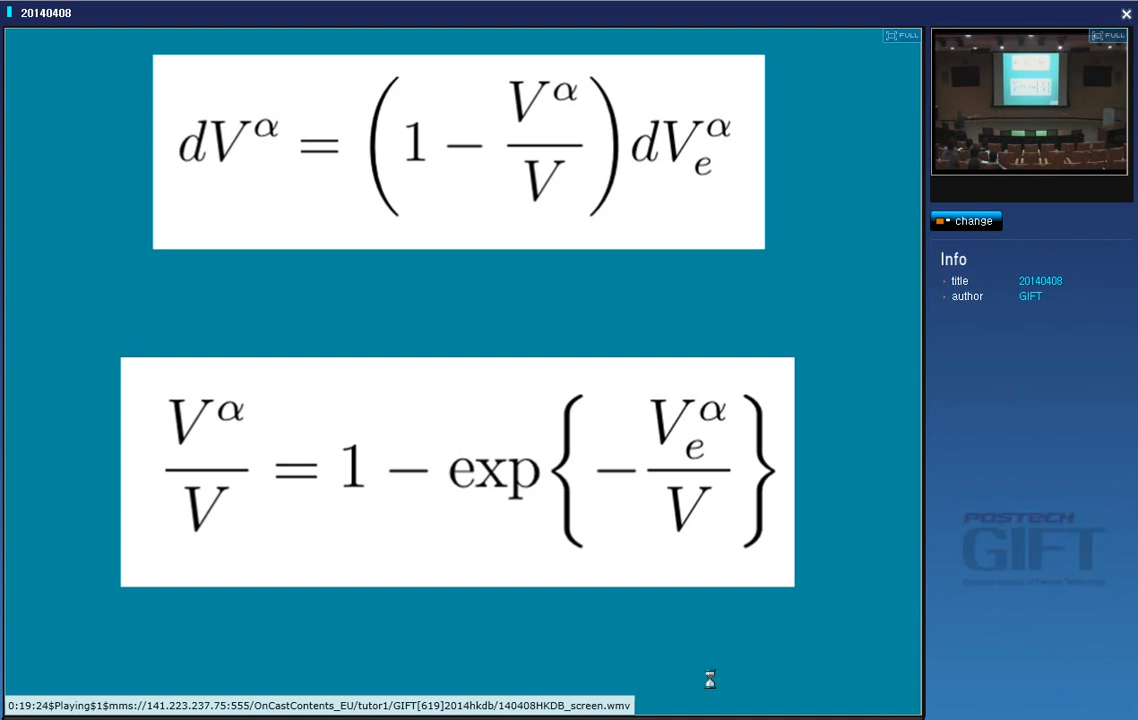 20140408
FULL
FULL
dV^α = (1 − V^α/V) dV_e^α
V^α/V = 1 − exp{−V_e^α/V}
change
Info
title 20140408
author GIFT
POSTECH
GIFT
0:19:24$Playing$1$mms://141.223.237.75:555/OnCastContents_EU/tutor1/GIFT[619]2014hkdb/140408HKDB_screen.wmv